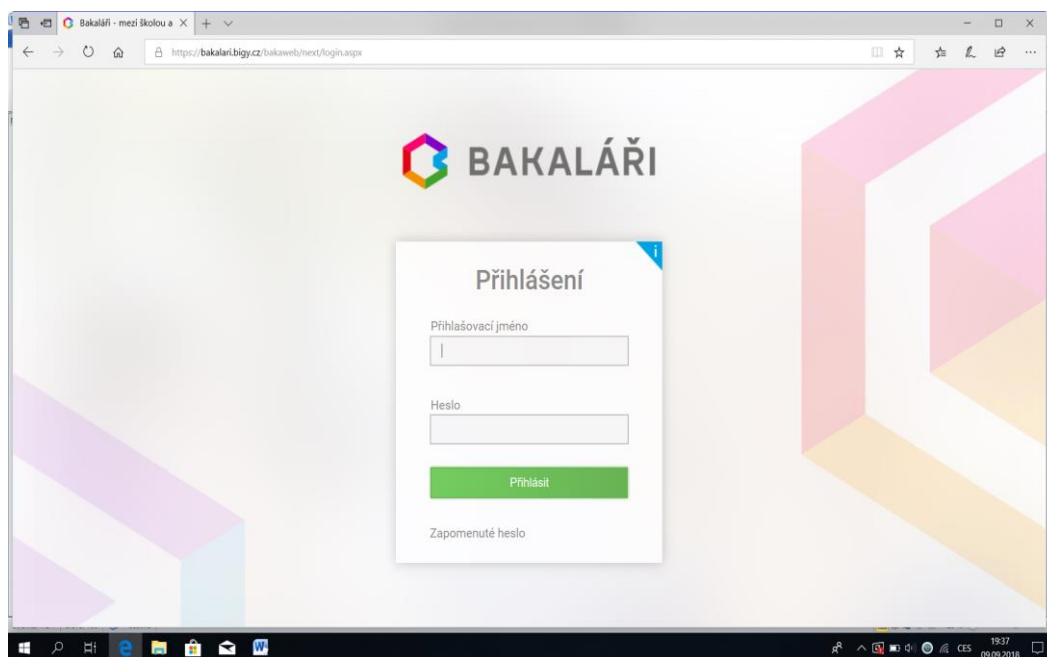 Bakaláři - mezi školou a
https://bakalari.bigy.cz/bakaweb/next/login.aspx
BAKALÁŘI
i
Přihlášení
Přihlašovací jméno
Heslo
Přihlásit
Zapomenuté heslo
CES
19:37
09.09.2018